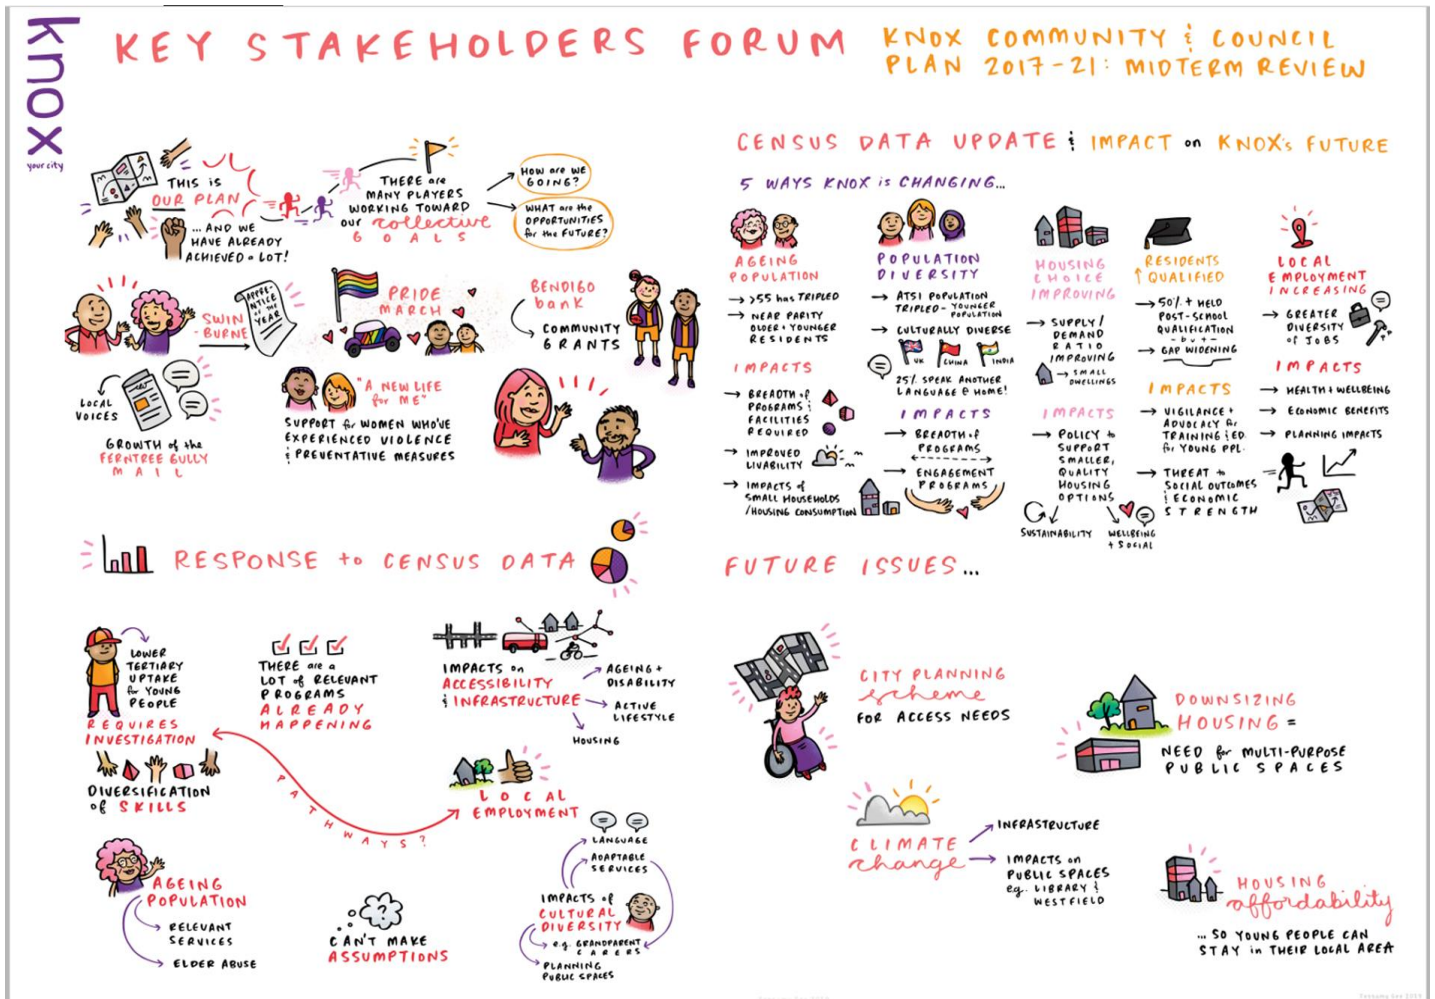 knox
your city
KEY STAKEHOLDERS FORUM
KNOX COMMUNITY & COUNCIL
PLAN 2017-21: MIDTERM REVIEW
THIS is
OUR PLAN
... AND WE
HAVE ALREADY
ACHIEVED a LOT!
THERE are
MANY PLAYERS
WORKING TOWARD
our collective
GOALS
HOW are WE
GOING?
WHAT are the
OPPORTUNITIES
for the FUTURE?
SWIN
-BURNE
APPRE-
NTICE
of the
YEAR
PRIDE
MARCH
BENDIGO
bank
COMMUNITY
GRANTS
LOCAL
VOICES
GROWTH of the
FERNTREE GULLY
MAIL
"A NEW LIFE
for ME"
SUPPORT for WOMEN WHO'VE
EXPERIENCED VIOLENCE
& PREVENTATIVE MEASURES
CENSUS DATA UPDATE & IMPACT on KNOX's FUTURE
5 WAYS KNOX is CHANGING...
AGEING
POPULATION
>55 has TRIPLED
NEAR PARITY
OLDER + YOUNGER
RESIDENTS
IMPACTS
BREADTH of
PROGRAMS &
FACILITIES
REQUIRED
IMPROVED
LIVABILITY
IMPACTS of
SMALL HOUSEHOLDS
/HOUSING CONSUMPTION
POPULATION
DIVERSITY
ATSI POPULATION
TRIPLED - YOUNGER
POPULATION
CULTURALLY DIVERSE
UK
CHINA
INDIA
25% SPEAK ANOTHER
LANGUAGE @ HOME!
IMPACTS
BREADTH of
PROGRAMS
ENGAGEMENT
PROGRAMS
HOUSING
CHOICE
IMPROVING
SUPPLY/
DEMAND
RATIO
IMPROVING
SMALL
DWELLINGS
IMPACTS
POLICY to
SUPPORT
SMALLER,
QUALITY
HOUSING
OPTIONS
SUSTAINABILITY
WELLBEING
+ SOCIAL
RESIDENTS
↑ QUALIFIED
50% + HELD
POST-SCHOOL
QUALIFICATION
- but -
GAP WIDENING
IMPACTS
VIGILANCE +
ADVOCACY for
TRAINING & ED.
for YOUNG PPL.
THREAT to
SOCIAL OUTCOMES
& ECONOMIC
STRENGTH
LOCAL
EMPLOYMENT
INCREASING
GREATER
DIVERSITY
of JOBS
IMPACTS
HEALTH + WELLBEING
ECONOMIC BENEFITS
PLANNING IMPACTS
RESPONSE to CENSUS DATA
LOWER
TERTIARY
UPTAKE
for YOUNG
PEOPLE
REQUIRES
INVESTIGATION
DIVERSIFICATION
of SKILLS
THERE are a
LOT of RELEVANT
PROGRAMS
ALREADY
HAPPENING
IMPACTS on
ACCESSIBILITY
& INFRASTRUCTURE
AGEING +
DISABILITY
ACTIVE
LIFESTYLE
HOUSING
PATHWAYS?
LOCAL
EMPLOYMENT
AGEING
POPULATION
RELEVANT
SERVICES
ELDER ABUSE
?
CAN'T MAKE
ASSUMPTIONS
LANGUAGE
ADAPTABLE
SERVICES
IMPACTS of
CULTURAL
DIVERSITY
e.g. GRANDPARENT
CARERS
PLANNING
PUBLIC SPACES
FUTURE ISSUES...
CITY PLANNING
scheme
FOR ACCESS NEEDS
DOWNSIZING
HOUSING =
NEED for MULTI-PURPOSE
PUBLIC SPACES
CLIMATE
change
INFRASTRUCTURE
IMPACTS on
PUBLIC SPACES
e.g. LIBRARY &
WESTFIELD
HOUSING
affordability
... SO YOUNG PEOPLE CAN
STAY in THEIR LOCAL AREA